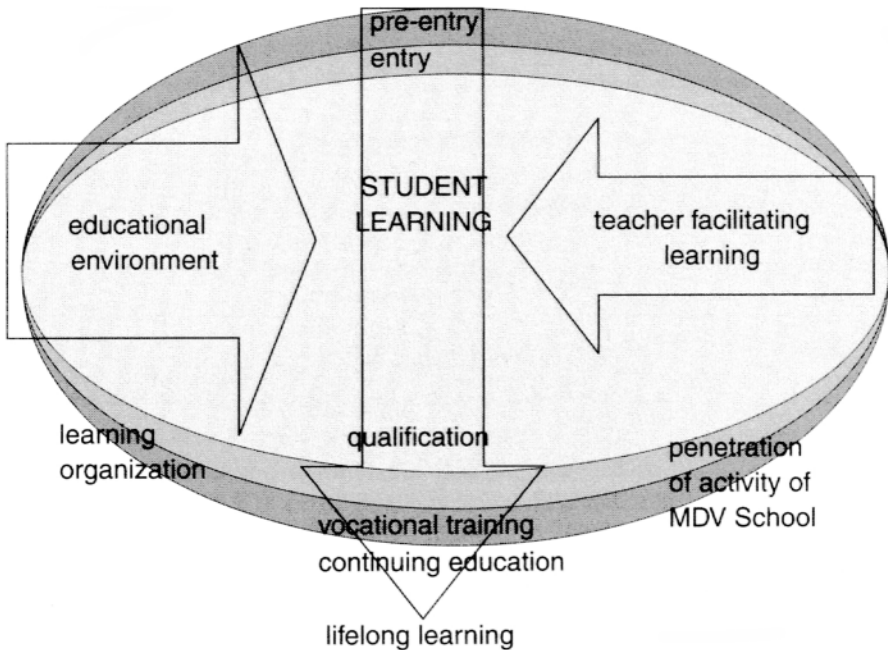 pre-entry
entry
STUDENT
LEARNING
educational
environment
teacher facilitating
learning
learning
organization
qualification
penetration
of activity of
MDV School
vocational training
continuing education
lifelong learning